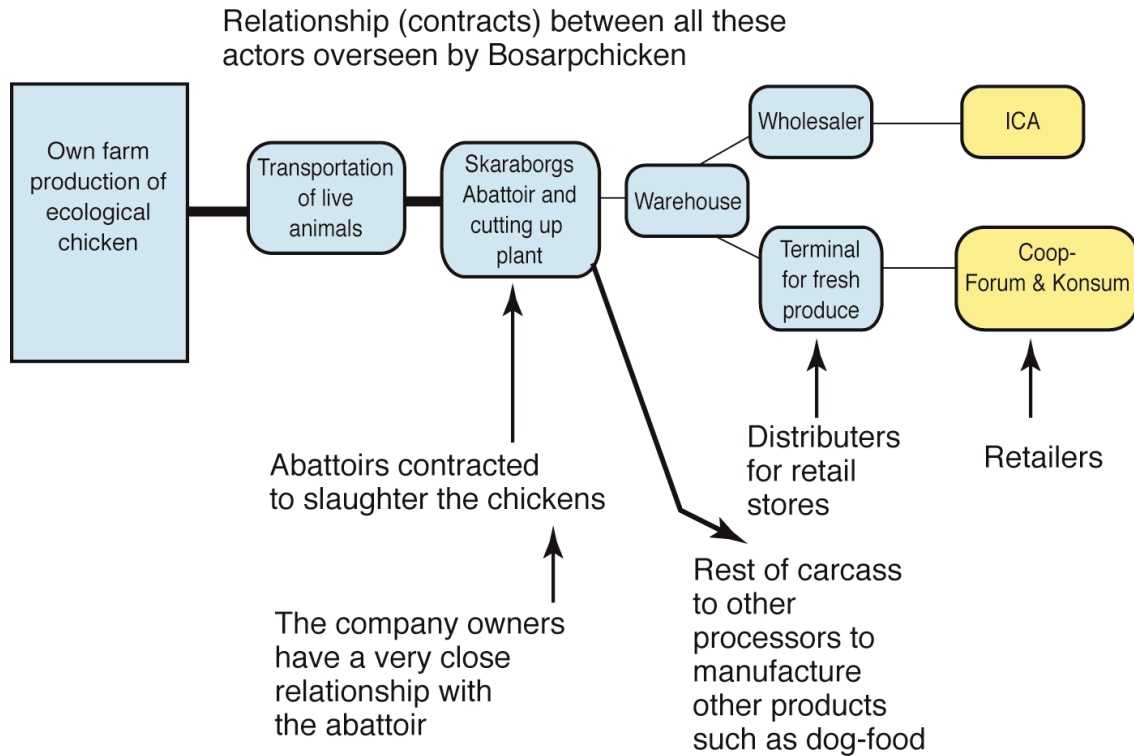 Relationship (contracts) between all these
actors overseen by Bosarpchicken
Own farm
production of
ecological
chicken
Transportation
of live
animals
Skaraborgs
Abattoir and
cutting up
plant
Warehouse
Wholesaler
ICA
Terminal
for fresh
produce
Coop-
Forum & Konsum
Abattoirs contracted
to slaughter the chickens
The company owners
have a very close
relationship with
the abattoir
Distributers
for retail
stores
Retailers
Rest of carcass
to other
processors to
manufacture
other products
such as dog-food